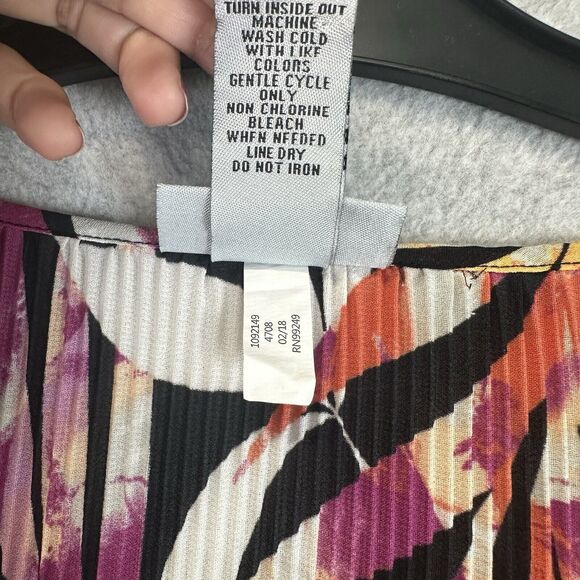 TURN INSIDE OUT
MACHINE
WASH COLD
WITH LIKE
COLORS
GENTLE CYCLE
ONLY
NON CHLORINE
BLEACH
WHEN NEEDED
LINE DRY
DO NOT IRON
1092149
4708
02/18
RN99249